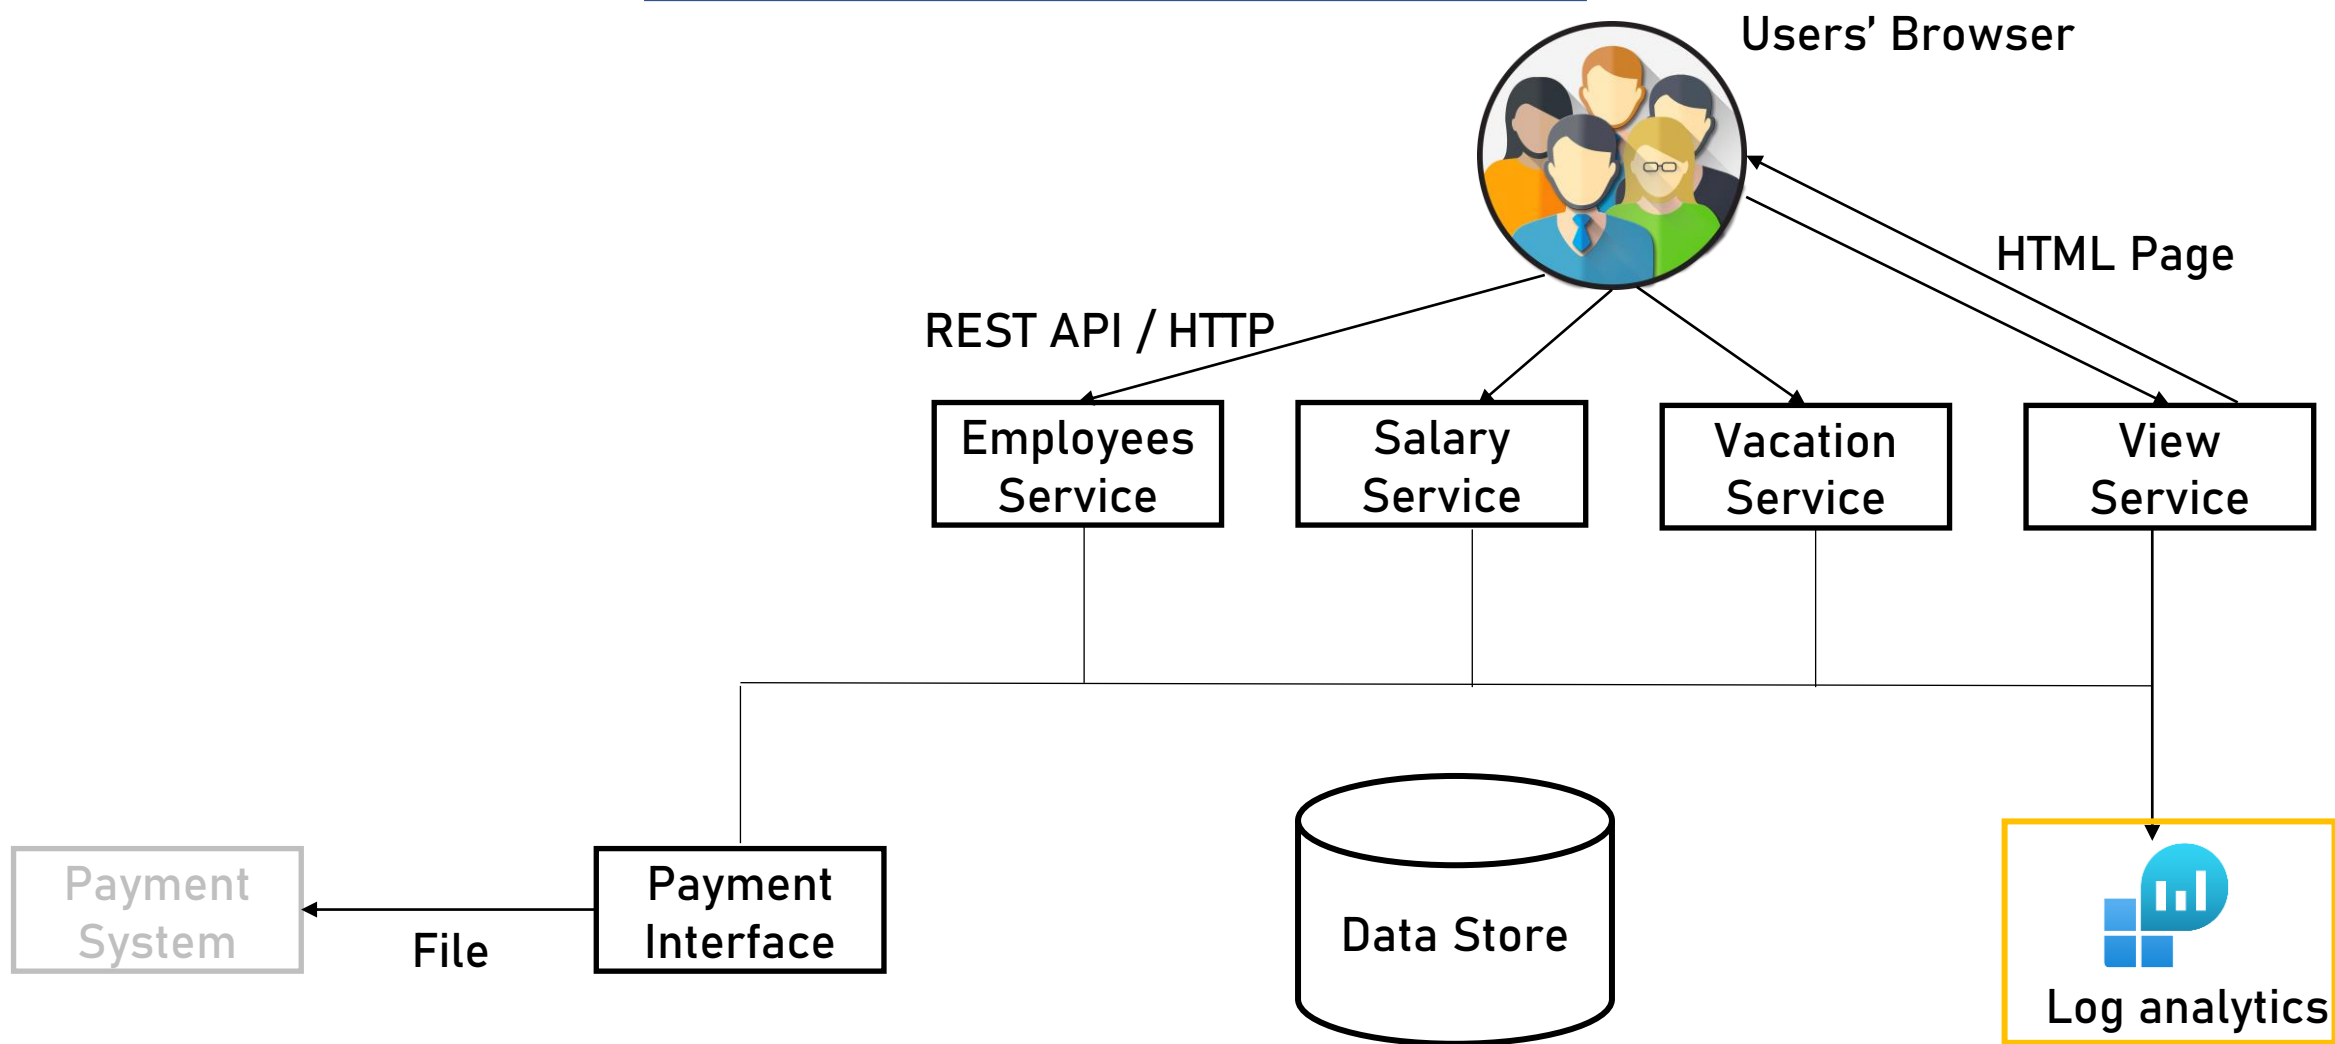 Users’ Browser
HTML Page
REST API / HTTP
Employees
Service
Salary
Service
Vacation
Service
View
Service
Payment
System
File
Payment
Interface
Data Store
Log analytics